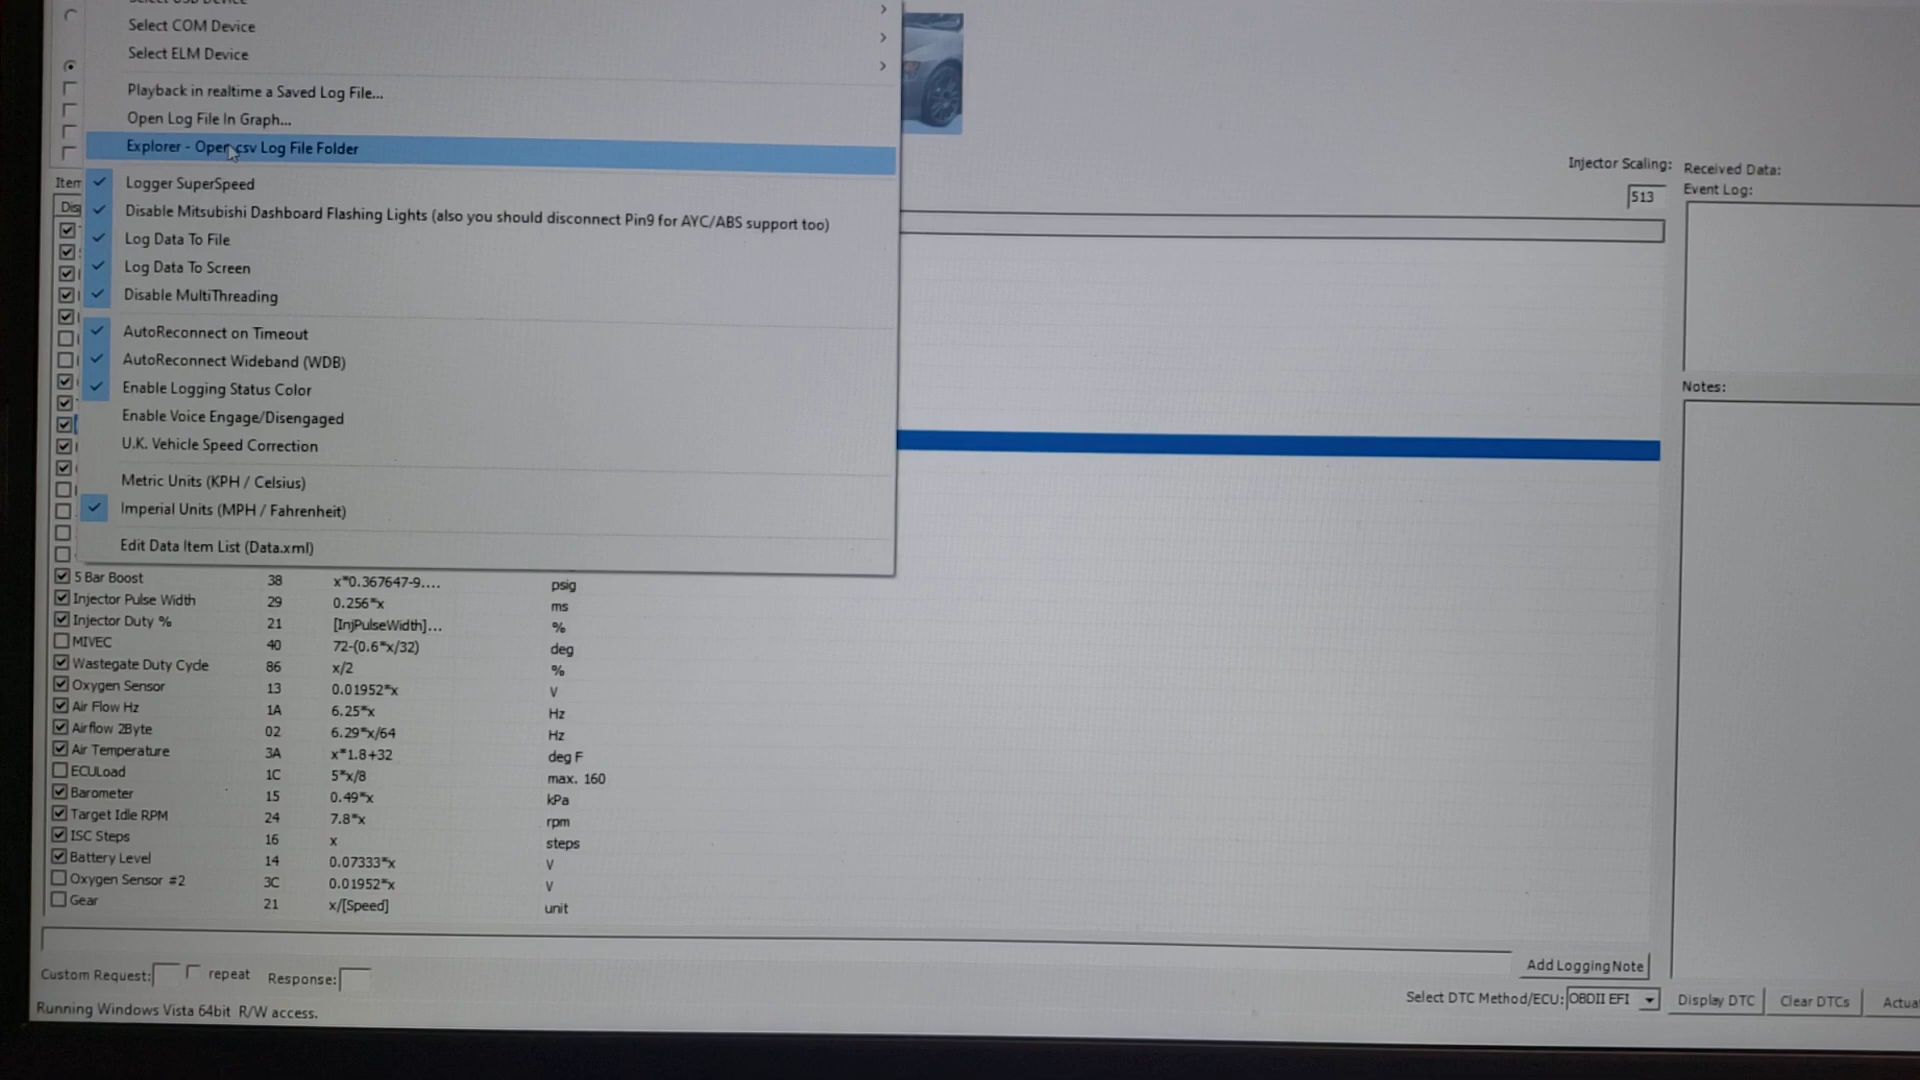 Select COM Device
Select ELM Device
Playback in realtime a Saved Log File...
Open Log File In Graph...
Explorer - Open csv Log File Folder
Logger SuperSpeed
Disable Mitsubishi Dashboard Flashing Lights (also you should disconnect Pin9 for AYC/ABS support too)
Log Data To File
Log Data To Screen
Disable MultiThreading
AutoReconnect on Timeout
AutoReconnect Wideband (WDB)
Enable Logging Status Color
Enable Voice Engage/Disengaged
U.K. Vehicle Speed Correction
Metric Units (KPH / Celsius)
Imperial Units (MPH / Fahrenheit)
Edit Data Item List (Data.xml)
Item
Injector Scaling:
513
Received Data:
Event Log:
Notes:
5 Bar Boost 38 x*0.367647-9.... psig
Injector Pulse Width 29 0.256*x ms
Injector Duty % 21 [InjPulseWidth]... %
MIVEC 40 72-(0.6*x/32) deg
Wastegate Duty Cycle 86 x/2 %
Oxygen Sensor 13 0.01952*x V
Air Flow Hz 1A 6.25*x Hz
Airflow 2Byte 02 6.29*x/64 Hz
Air Temperature 3A x*1.8+32 deg F
ECULoad 1C 5*x/8 max. 160
Barometer 15 0.49*x kPa
Target Idle RPM 24 7.8*x rpm
ISC Steps 16 x steps
Battery Level 14 0.07333*x V
Oxygen Sensor #2 3C 0.01952*x V
Gear 21 x/[Speed] unit
Add LoggingNote
Custom Request: repeat Response:
Select DTC Method/ECU: OBDII EFI Display DTC Clear DTCs
Running Windows Vista 64bit R/W access.